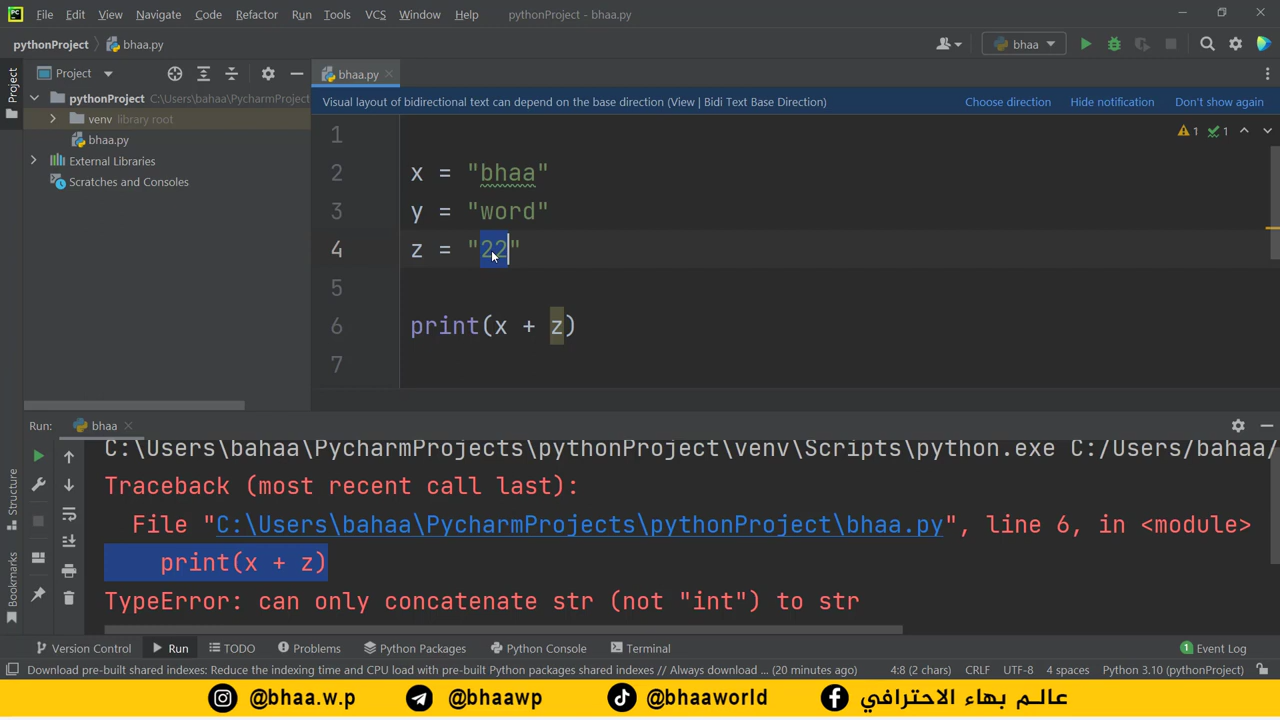 File Edit View Navigate Code Refactor Run Tools VCS Window Help pythonProject - bhaa.py
pythonProject bhaa.py bhaa
Project
Project
bhaa.py
pythonProject C:\Users\bahaa\PycharmProject
venv library root
bhaa.py
External Libraries
Scratches and Consoles
Visual layout of bidirectional text can depend on the base direction (View | Bidi Text Base Direction) Choose direction Hide notification Don't show again
1
1 1
2 x = "bhaa"
3 y = "word"
4 z = "22"
5
6 print(x + z)
7
Run: bhaa
C:\Users\bahaa\PycharmProjects\pythonProject\venv\Scripts\python.exe C:/Users/bahaa/
Traceback (most recent call last):
File "C:\Users\bahaa\PycharmProjects\pythonProject\bhaa.py", line 6, in <module>
print(x + z)
TypeError: can only concatenate str (not "int") to str
Structure
Bookmarks
Version Control Run TODO Problems Python Packages Python Console Terminal 1 Event Log
Download pre-built shared indexes: Reduce the indexing time and CPU load with pre-built Python packages shared indexes // Always download ... (20 minutes ago) 4:8 (2 chars) CRLF UTF-8 4 spaces Python 3.10 (pythonProject)
@bhaa.w.p @bhaawp @bhaaworld عالم بهاء الاحترافي